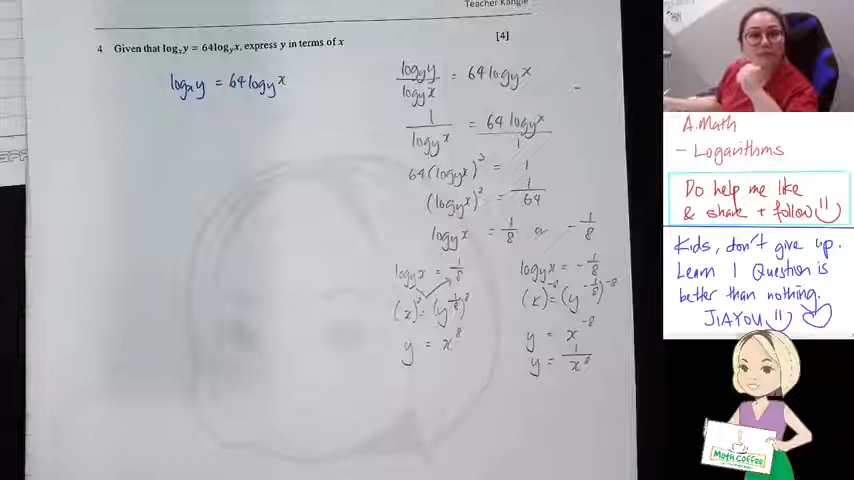 Teacher Kangie
4 Given that logₓy = 64logᵧx, express y in terms of x [4]
logₓy = 64logᵧx
logᵧy / logᵧx = 64logᵧx
1 / logᵧx = 64logᵧx / 1
64(logᵧx)² = 1
(logᵧx)² = 1/64
logᵧx = 1/8 or -1/8
logᵧx = 1/8
(x)⁸ = (y^(1/8))⁸
y = x⁸
logᵧx = -1/8
(x)⁻⁸ = (y^(-1/8))⁻⁸
y = x⁻⁸
y = 1/x⁸
A.Math
- Logarithms
Do help me like
& share + follow
Kids, don't give up.
Learn 1 Question is
better than nothing.
JIAYOU
Math Coffee